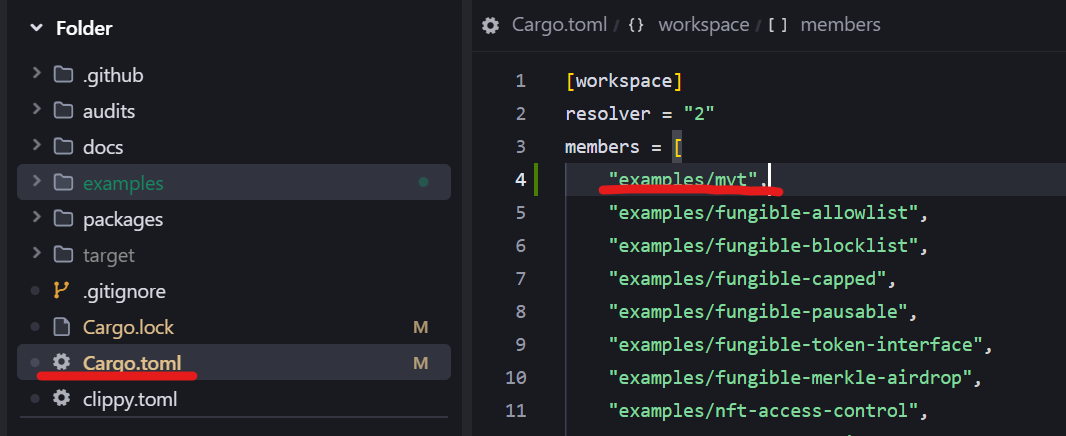 Folder
.github
audits
docs
examples
packages
target
.gitignore
Cargo.lock M
Cargo.toml M
clippy.toml
Cargo.toml / {} workspace / [ ] members
1 [workspace]
2 resolver = "2"
3 members = [
4 "examples/mvt",
5 "examples/fungible-allowlist",
6 "examples/fungible-blocklist",
7 "examples/fungible-capped",
8 "examples/fungible-pausable",
9 "examples/fungible-token-interface",
10 "examples/fungible-merkle-airdrop",
11 "examples/nft-access-control",